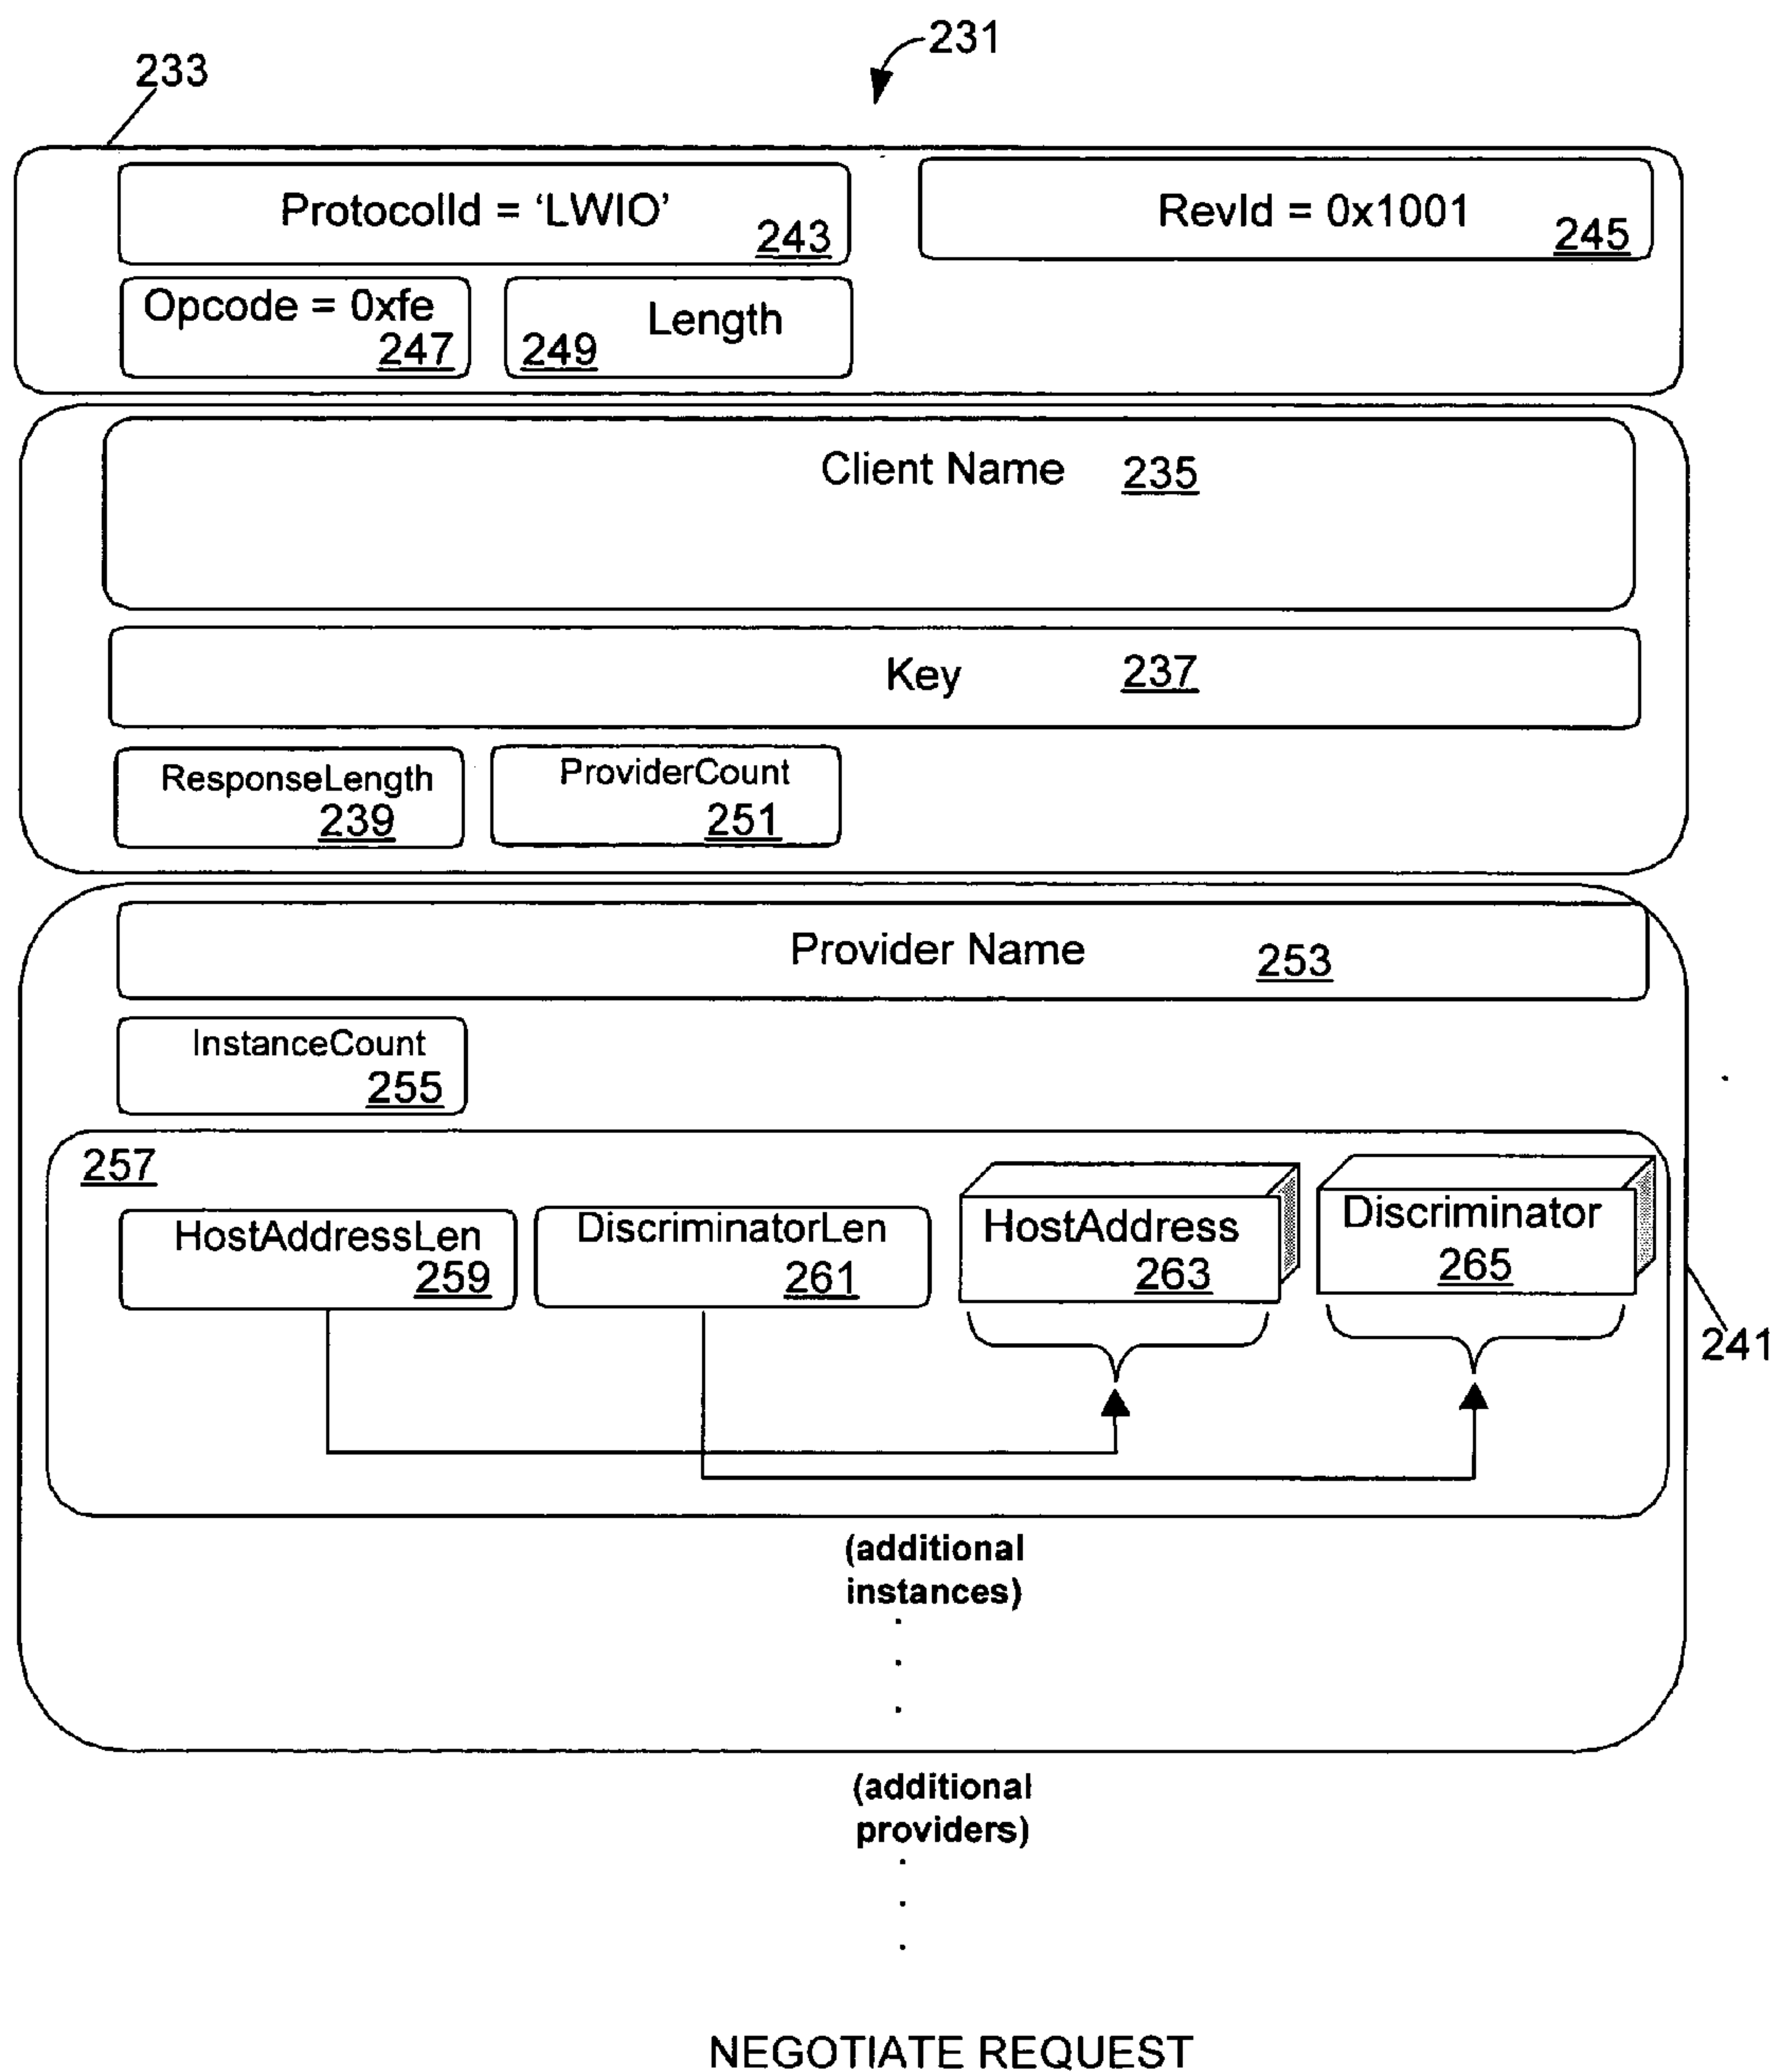 231
233
ProtocolId = ‘LWIO’
243
RevId = 0x1001
245
Opcode = 0xfe
247
Length
249
Client Name 235
Key 237
ResponseLength
239
ProviderCount
251
Provider Name 253
InstanceCount
255
257
HostAddressLen
259
DiscriminatorLen
261
HostAddress
263
Discriminator
265
241
(additional
instances)
(additional
providers)
NEGOTIATE REQUEST